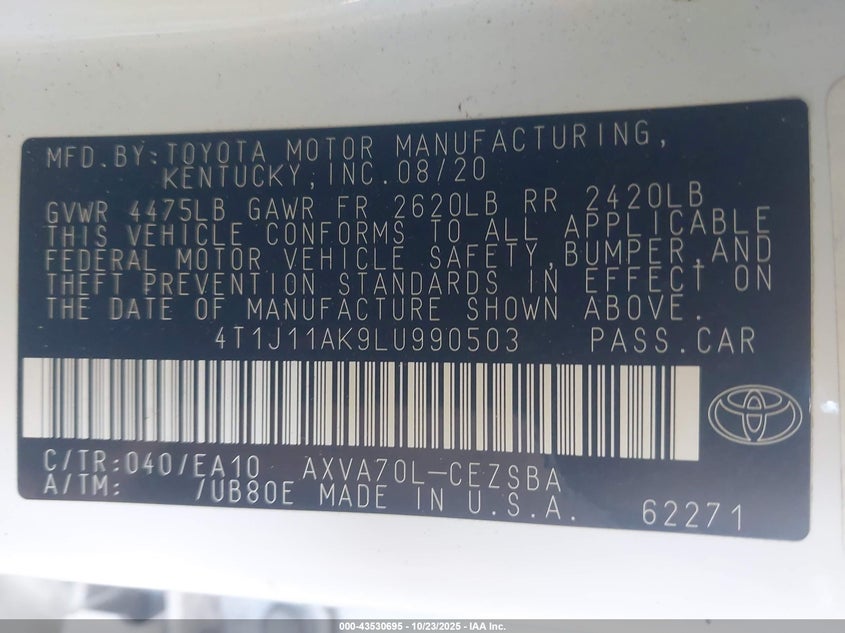 MFD.BY:TOYOTA MOTOR MANUFACTURING,
KENTUCKY,INC.08/20
GVWR 4475LB GAWR FR 2620LB RR 2420LB
THIS VEHICLE CONFORMS TO ALL APPLICABLE
FEDERAL MOTOR VEHICLE SAFETY,BUMPER,AND
THEFT PREVENTION STANDARDS IN EFFECT ON
THE DATE OF MANUFACTURE SHOWN ABOVE.
4T1J11AK9LU990503 PASS.CAR
C/TR:040/EA10 AXVA70L-CEZSBA
A/TM: /UB80E MADE IN U.S.A. 62271
000-43530695 - 10/23/2025 - IAA Inc.